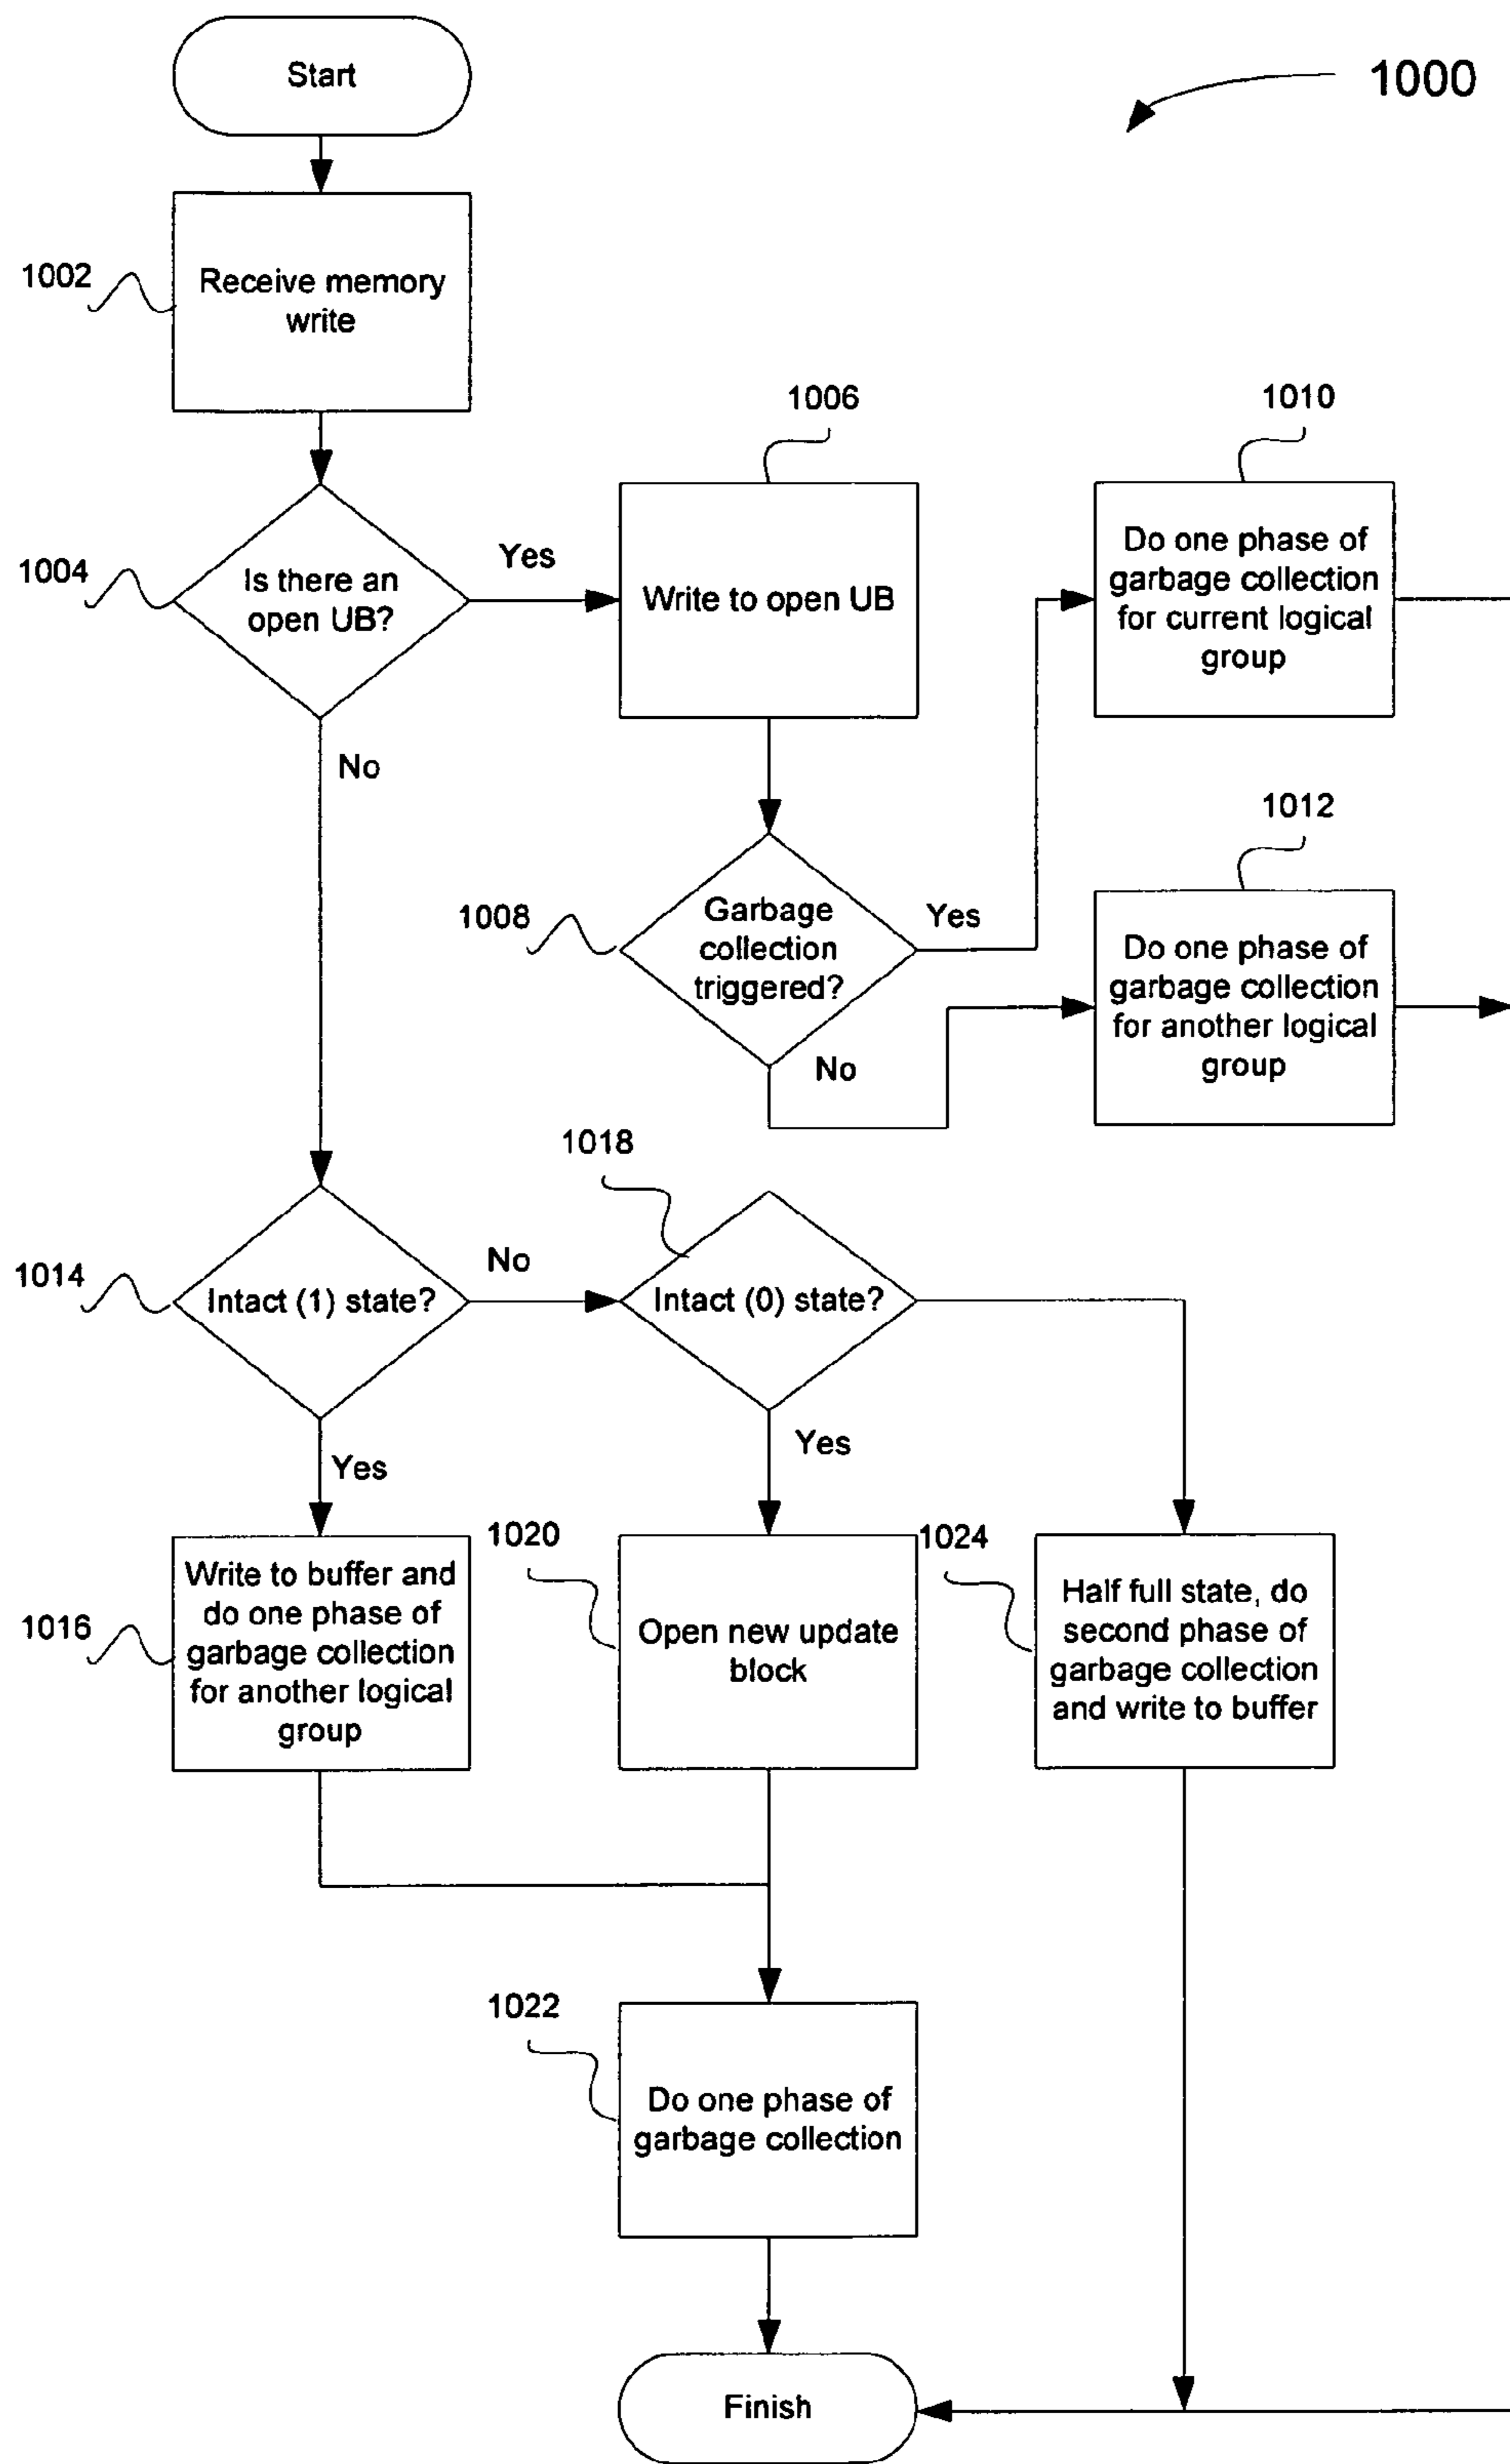 Start
1000
1002
Receive memory
write
1006
1010
1004
Is there an
open UB?
Yes
Write to open UB
Do one phase of
garbage collection
for current logical
group
No
1012
1008
Garbage
collection
triggered?
Yes
Do one phase of
garbage collection
for another logical
group
No
1018
1014
Intact (1) state?
No
Intact (0) state?
Yes
Yes
1016
Write to buffer and
do one phase of
garbage collection
for another logical
group
1020
Open new update
block
1024
Half full state, do
second phase of
garbage collection
and write to buffer
1022
Do one phase of
garbage collection
Finish